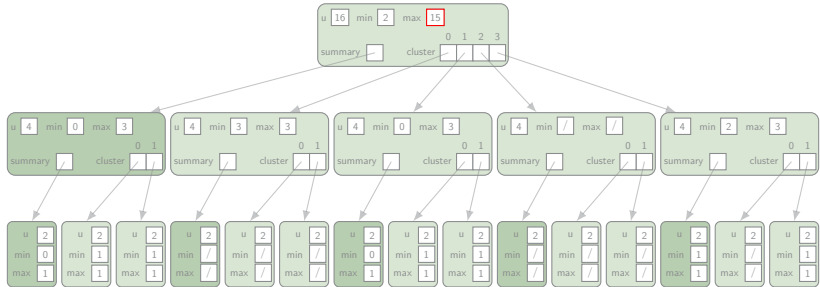 u 16 min 2 max 15
0 1 2 3
summary cluster
u 4 min 0 max 3 u 4 min 3 max 3 u 4 min 0 max 3 u 4 min / max / u 4 min 2 max 3
0 1 0 1 0 1 0 1 0 1
summary cluster summary cluster summary cluster summary cluster summary cluster
u 2 u 2 u 2 u 2 u 2 u 2 u 2 u 2 u 2 u 2 u 2 u 2 u 2 u 2 u 2
min 0 min 1 min 1 min / min / min / min 0 min 1 min 1 min / min / min / min 1 min 1 min 1
max 1 max 1 max 1 max / max / max / max 1 max 1 max 1 max / max / max / max 1 max 1 max 1